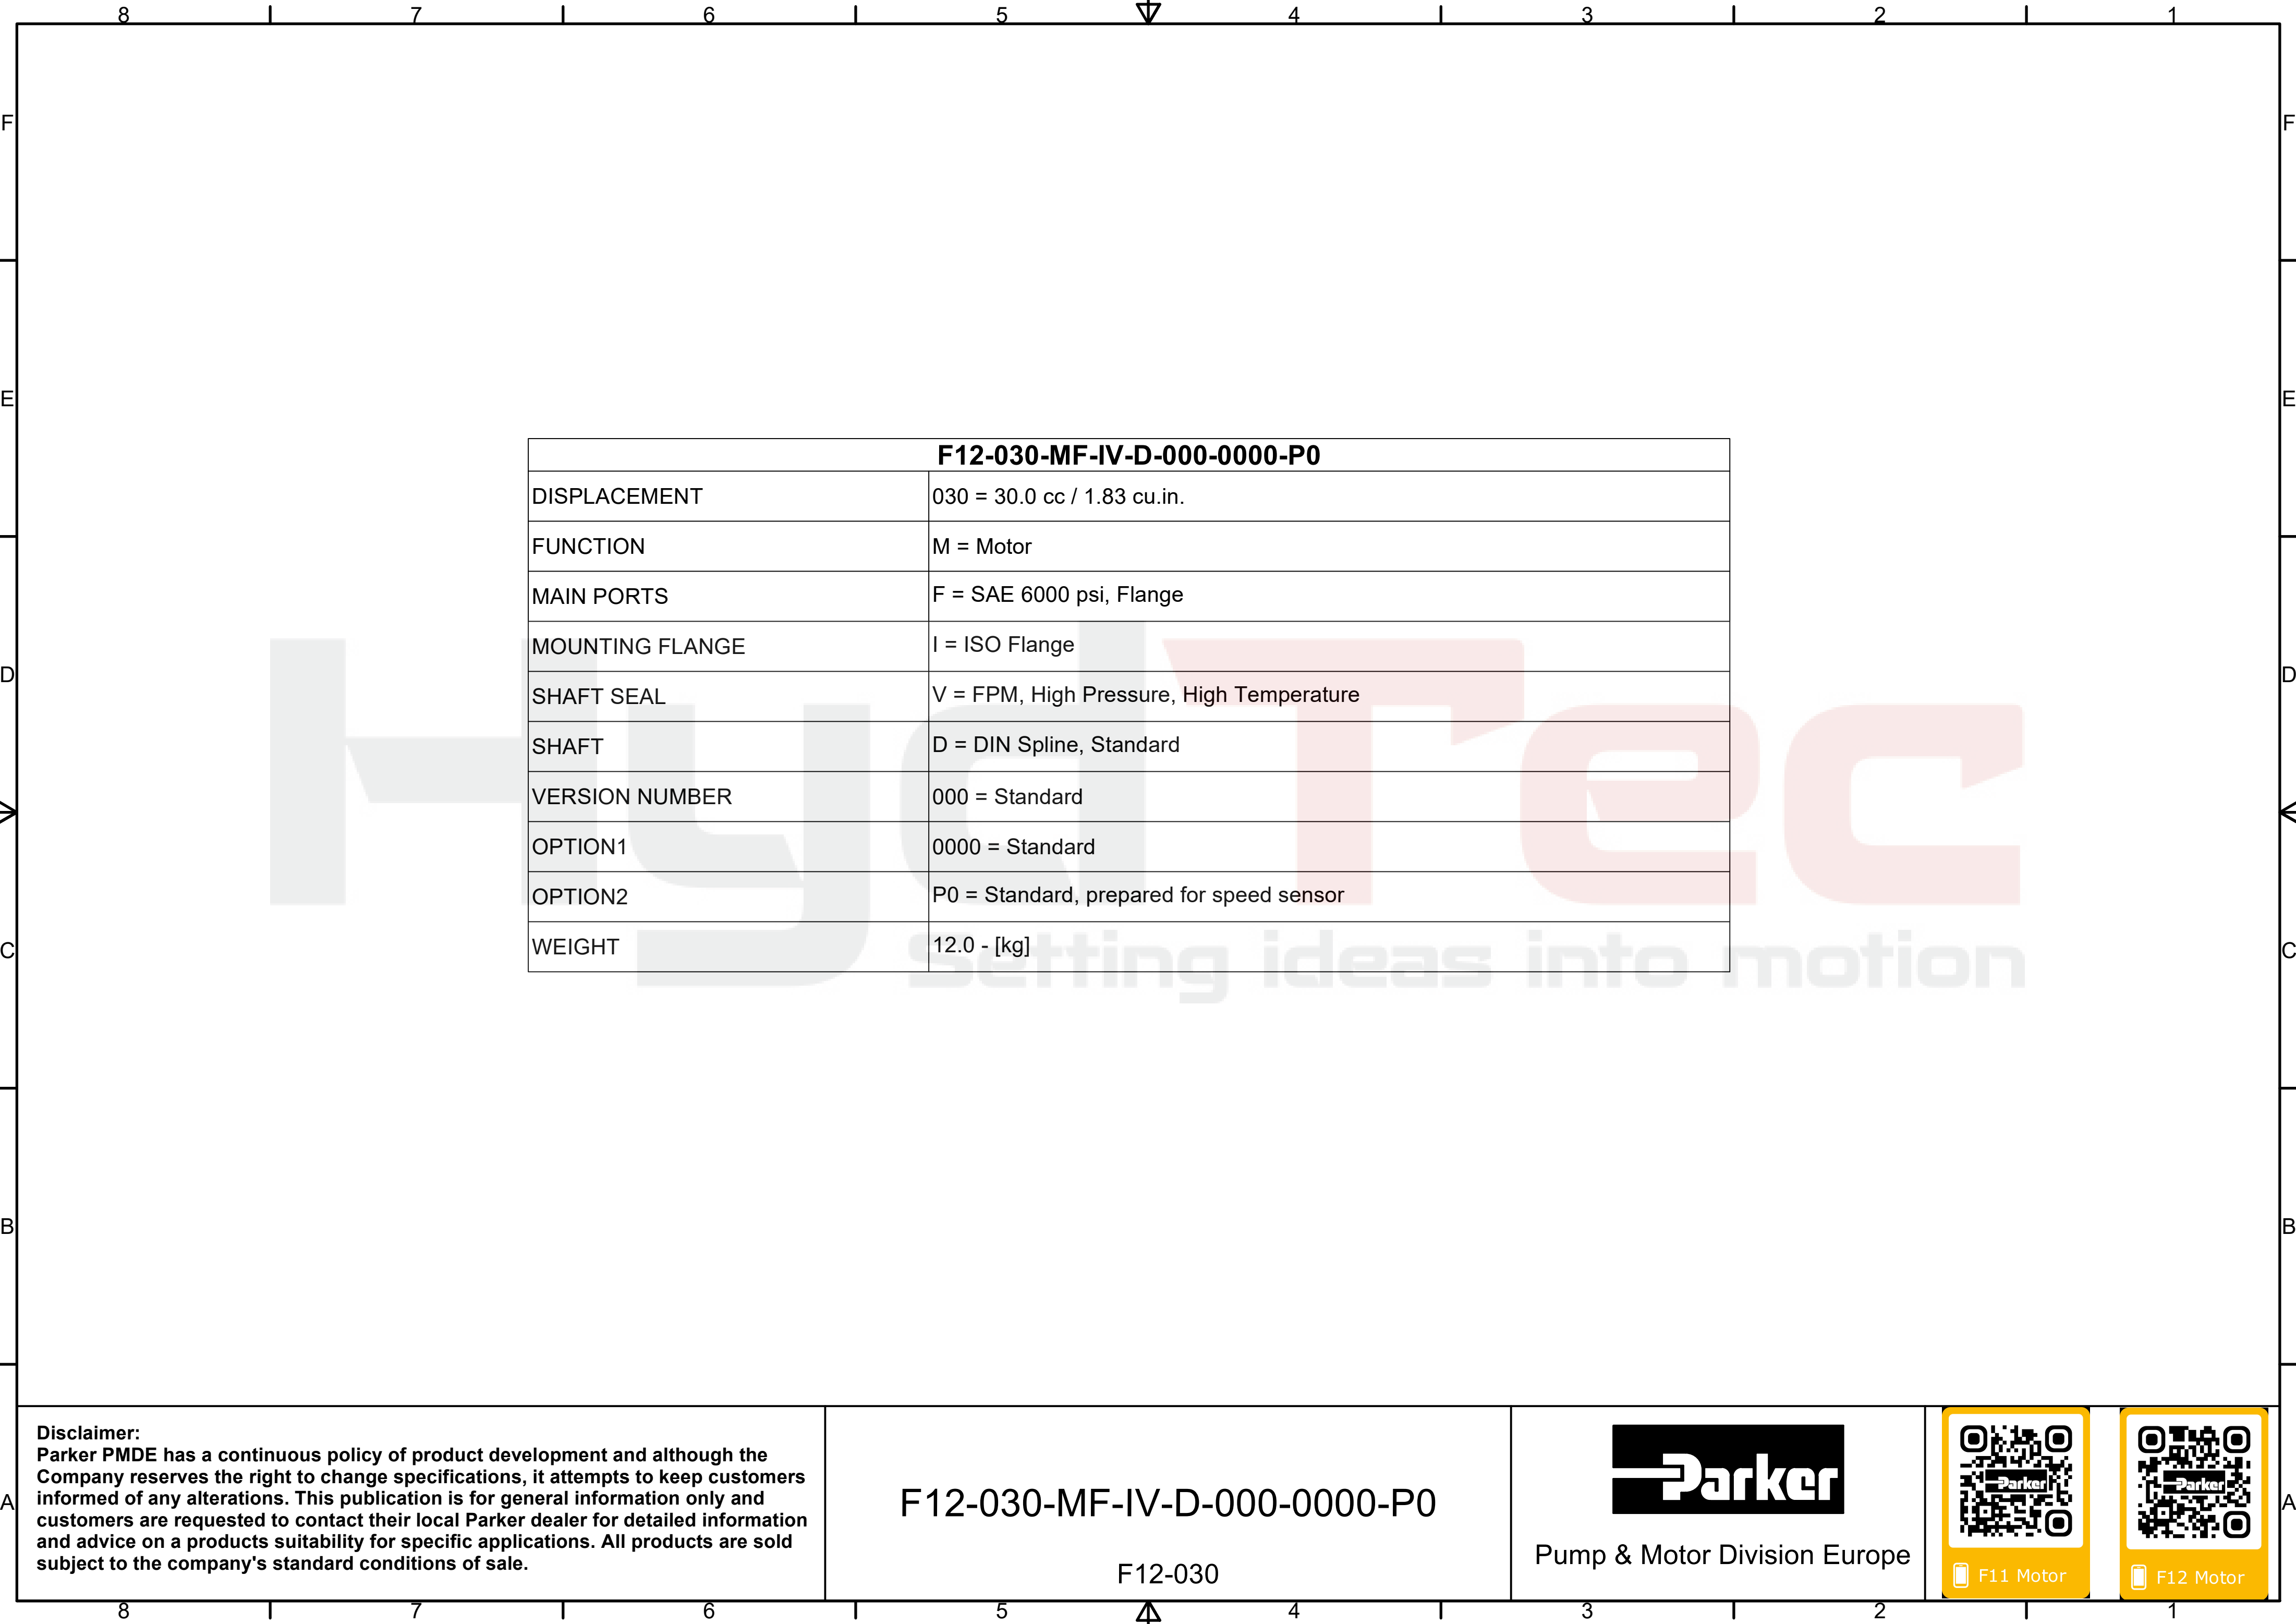 8 7 6 5 4 3 2 1
F F
E E
D D
C C
B B
A A
F12-030-MF-IV-D-000-0000-P0
DISPLACEMENT 030 = 30.0 cc / 1.83 cu.in.
FUNCTION M = Motor
MAIN PORTS F = SAE 6000 psi, Flange
MOUNTING FLANGE I = ISO Flange
SHAFT SEAL V = FPM, High Pressure, High Temperature
SHAFT D = DIN Spline, Standard
VERSION NUMBER 000 = Standard
OPTION1 0000 = Standard
OPTION2 P0 = Standard, prepared for speed sensor
WEIGHT 12.0 - [kg]
HydTec
Setting ideas into motion
Disclaimer:
Parker PMDE has a continuous policy of product development and although the
Company reserves the right to change specifications, it attempts to keep customers
informed of any alterations. This publication is for general information only and
customers are requested to contact their local Parker dealer for detailed information
and advice on a products suitability for specific applications. All products are sold
subject to the company's standard conditions of sale.
F12-030-MF-IV-D-000-0000-P0
F12-030
Parker
Pump & Motor Division Europe
Parker
F11 Motor
Parker
F12 Motor
8 7 6 5 4 3 2 1